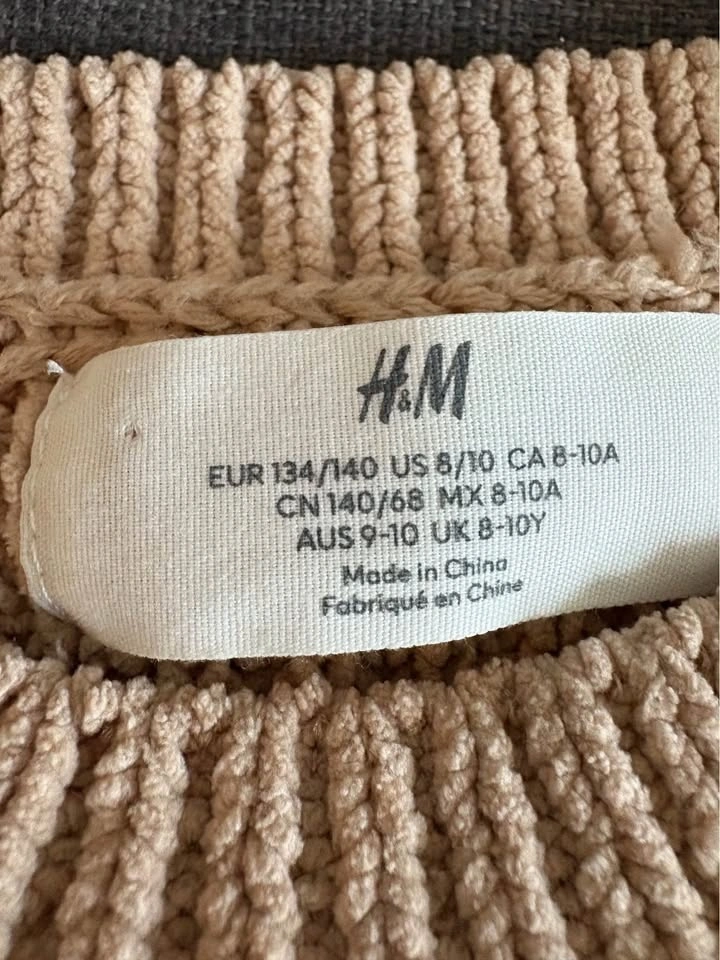 H&M
EUR 134/140 US 8/10 CA 8-10A
CN 140/68 MX 8-10A
AUS 9-10 UK 8-10Y
Made in China
Fabriqué en Chine